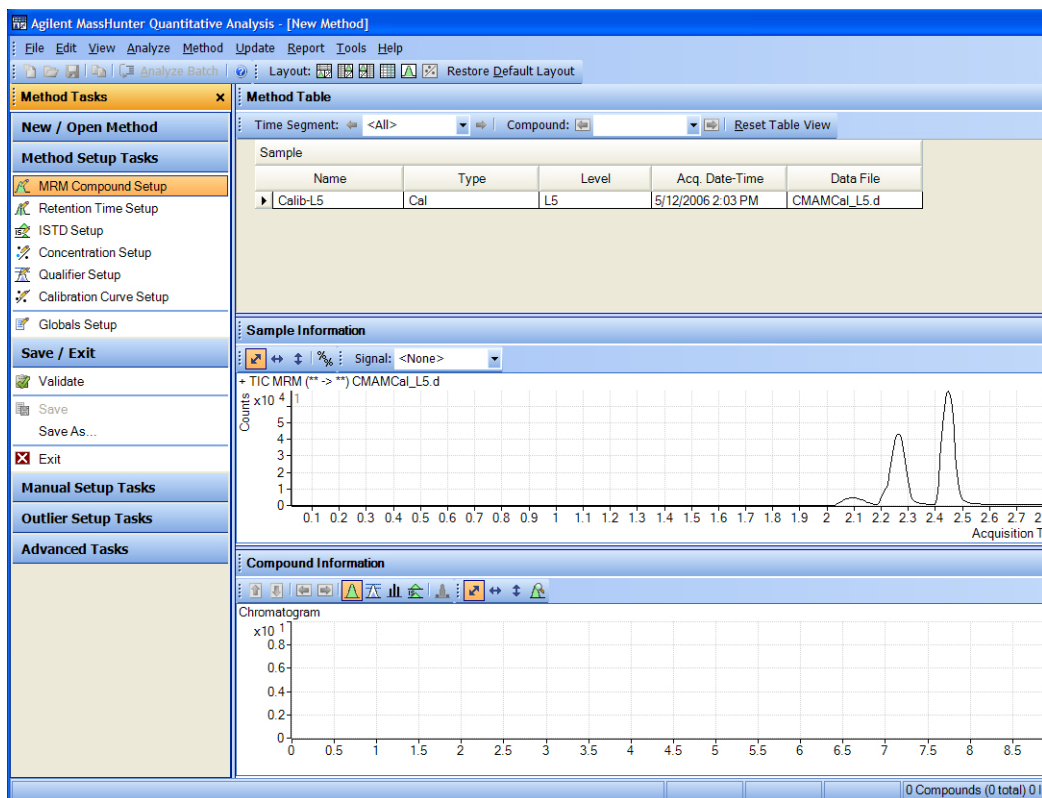 Agilent MassHunter Quantitative Analysis - [New Method]
File Edit View Analyze Method Update Report Tools Help
Analyze Batch Layout: Restore Default Layout
Method Tasks
New / Open Method
Method Setup Tasks
MRM Compound Setup
Retention Time Setup
ISTD Setup
Concentration Setup
Qualifier Setup
Calibration Curve Setup
Globals Setup
Save / Exit
Validate
Save
Save As...
Exit
Manual Setup Tasks
Outlier Setup Tasks
Advanced Tasks
Method Table
Time Segment: <All> Compound: Reset Table View
Sample
Name Type Level Acq. Date-Time Data File
Calib-L5 Cal L5 5/12/2006 2:03 PM CMAMCal_L5.d
Sample Information
Signal: <None>
+ TIC MRM (** -> **) CMAMCal_L5.d
Counts
x10 4
1
5
4
3
2
1
0
0.1 0.2 0.3 0.4 0.5 0.6 0.7 0.8 0.9 1 1.1 1.2 1.3 1.4 1.5 1.6 1.7 1.8 1.9 2 2.1 2.2 2.3 2.4 2.5 2.6 2.7 2
Acquisition T
Compound Information
Chromatogram
x10 1
0.8
0.6
0.4
0.2
0
0 0.5 1 1.5 2 2.5 3 3.5 4 4.5 5 5.5 6 6.5 7 7.5 8 8.5
0 Compounds (0 total) 0 I